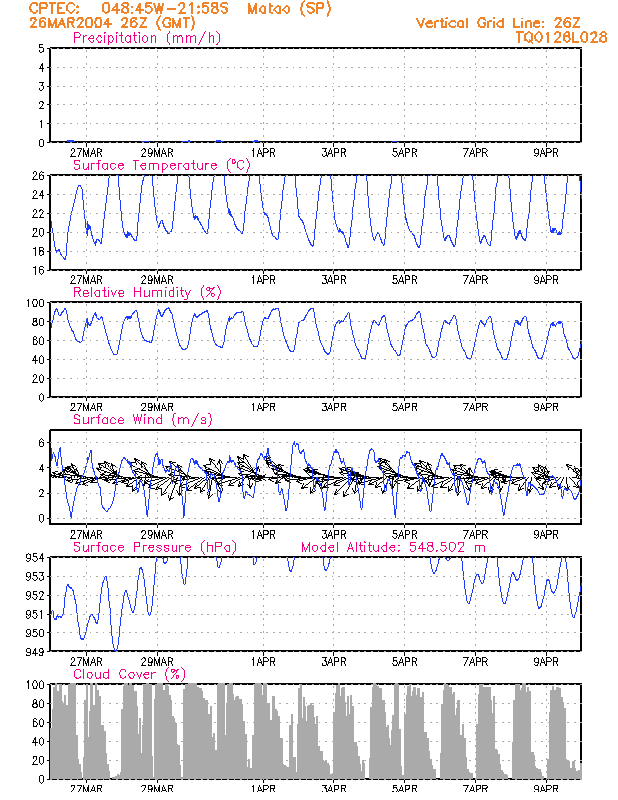 CPTEC: 048:45W-21:58S Matao (SP)
26MAR2004 26Z (GMT) Vertical Grid Line: 26Z
Precipitation (mm/h) TQ0126L028
5
4
3
2
1
0
27MAR 29MAR 1APR 3APR 5APR 7APR 9APR
Surface Temperature (ºC)
26
24
22
20
18
16
27MAR 29MAR 1APR 3APR 5APR 7APR 9APR
Relative Humidity (%)
100
80
60
40
20
0
27MAR 29MAR 1APR 3APR 5APR 7APR 9APR
Surface Wind (m/s)
6
4
2
0
27MAR 29MAR 1APR 3APR 5APR 7APR 9APR
Surface Pressure (hPa) Model Altitude: 548.502 m
954
953
952
951
950
949
27MAR 29MAR 1APR 3APR 5APR 7APR 9APR
Cloud Cover (%)
100
80
60
40
20
0
27MAR 29MAR 1APR 3APR 5APR 7APR 9APR